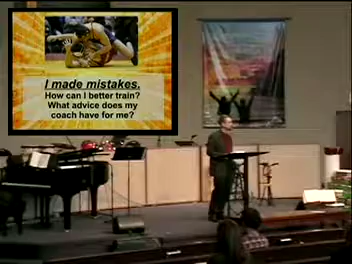 I made mistakes.
How can I better train?
What advice does my
coach have for me?